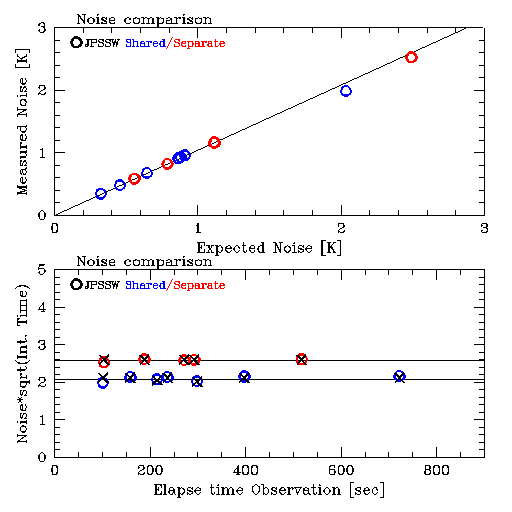 Noise comparison
JPSSW Shared/Separate
Measured Noise [K]
3
2
1
0
0 1 2 3
Expected Noise [K]
Noise comparison
JPSSW Shared/Separate
Noise*sqrt(Int. Time)
5
4
3
2
1
0
0 200 400 600 800
Elapse time Observation [sec]